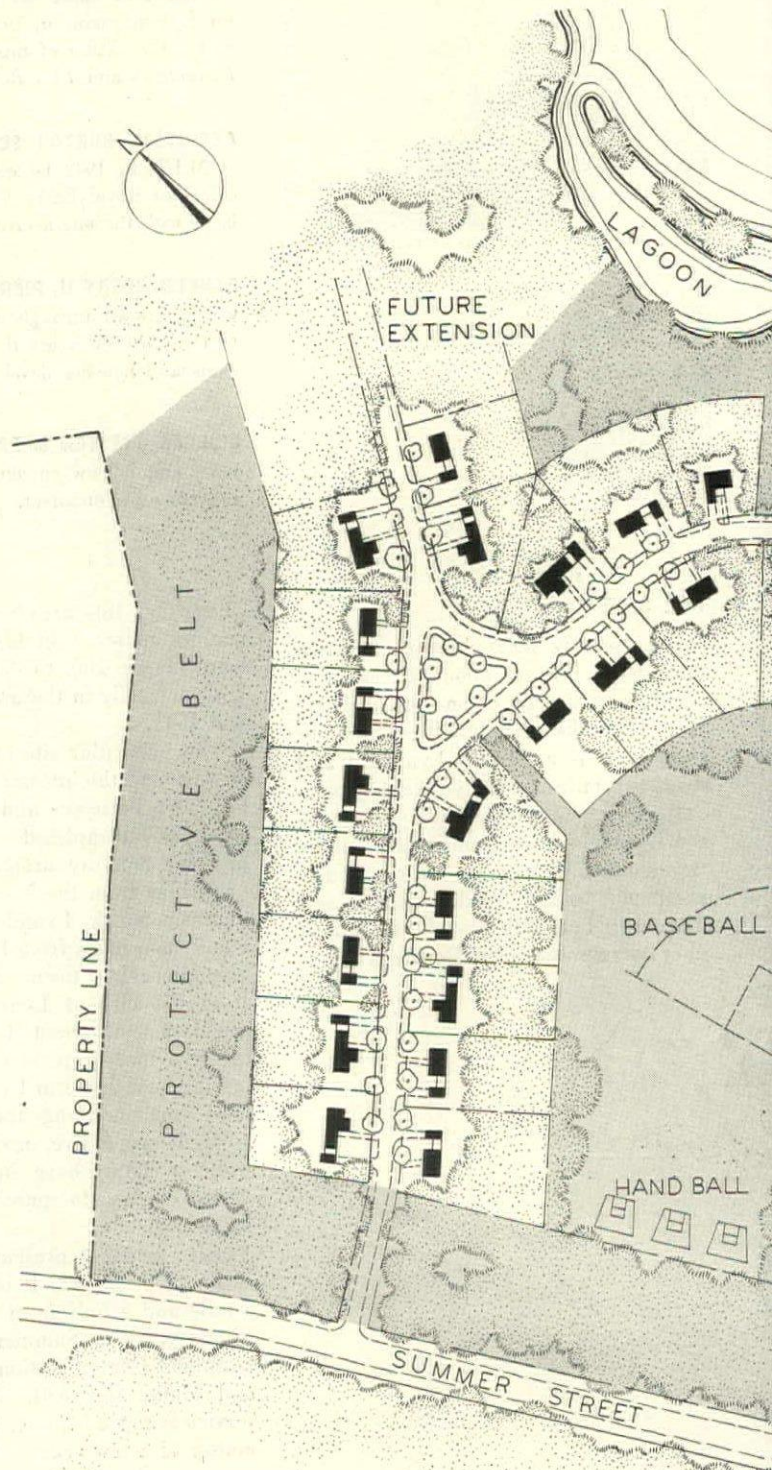 N
LAGOON
FUTURE
EXTENSION
PROTECTIVE BELT
PROPERTY LINE
BASEBALL
HAND BALL
SUMMER STREET